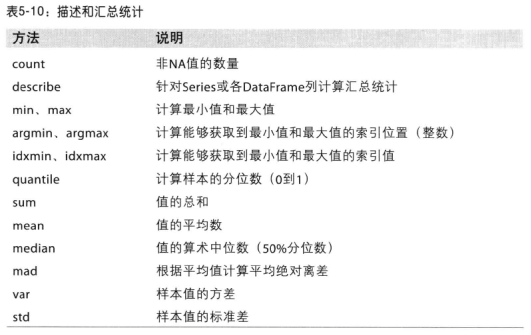 表5-10：描述和汇总统计
方法 说明
count 非NA值的数量
describe 针对Series或各DataFrame列计算汇总统计
min、max 计算最小值和最大值
argmin、argmax 计算能够获取到最小值和最大值的索引位置（整数）
idxmin、idxmax 计算能够获取到最小值和最大值的索引值
quantile 计算样本的分位数（0到1）
sum 值的总和
mean 值的平均数
median 值的算术中位数（50%分位数）
mad 根据平均值计算平均绝对离差
var 样本值的方差
std 样本值的标准差